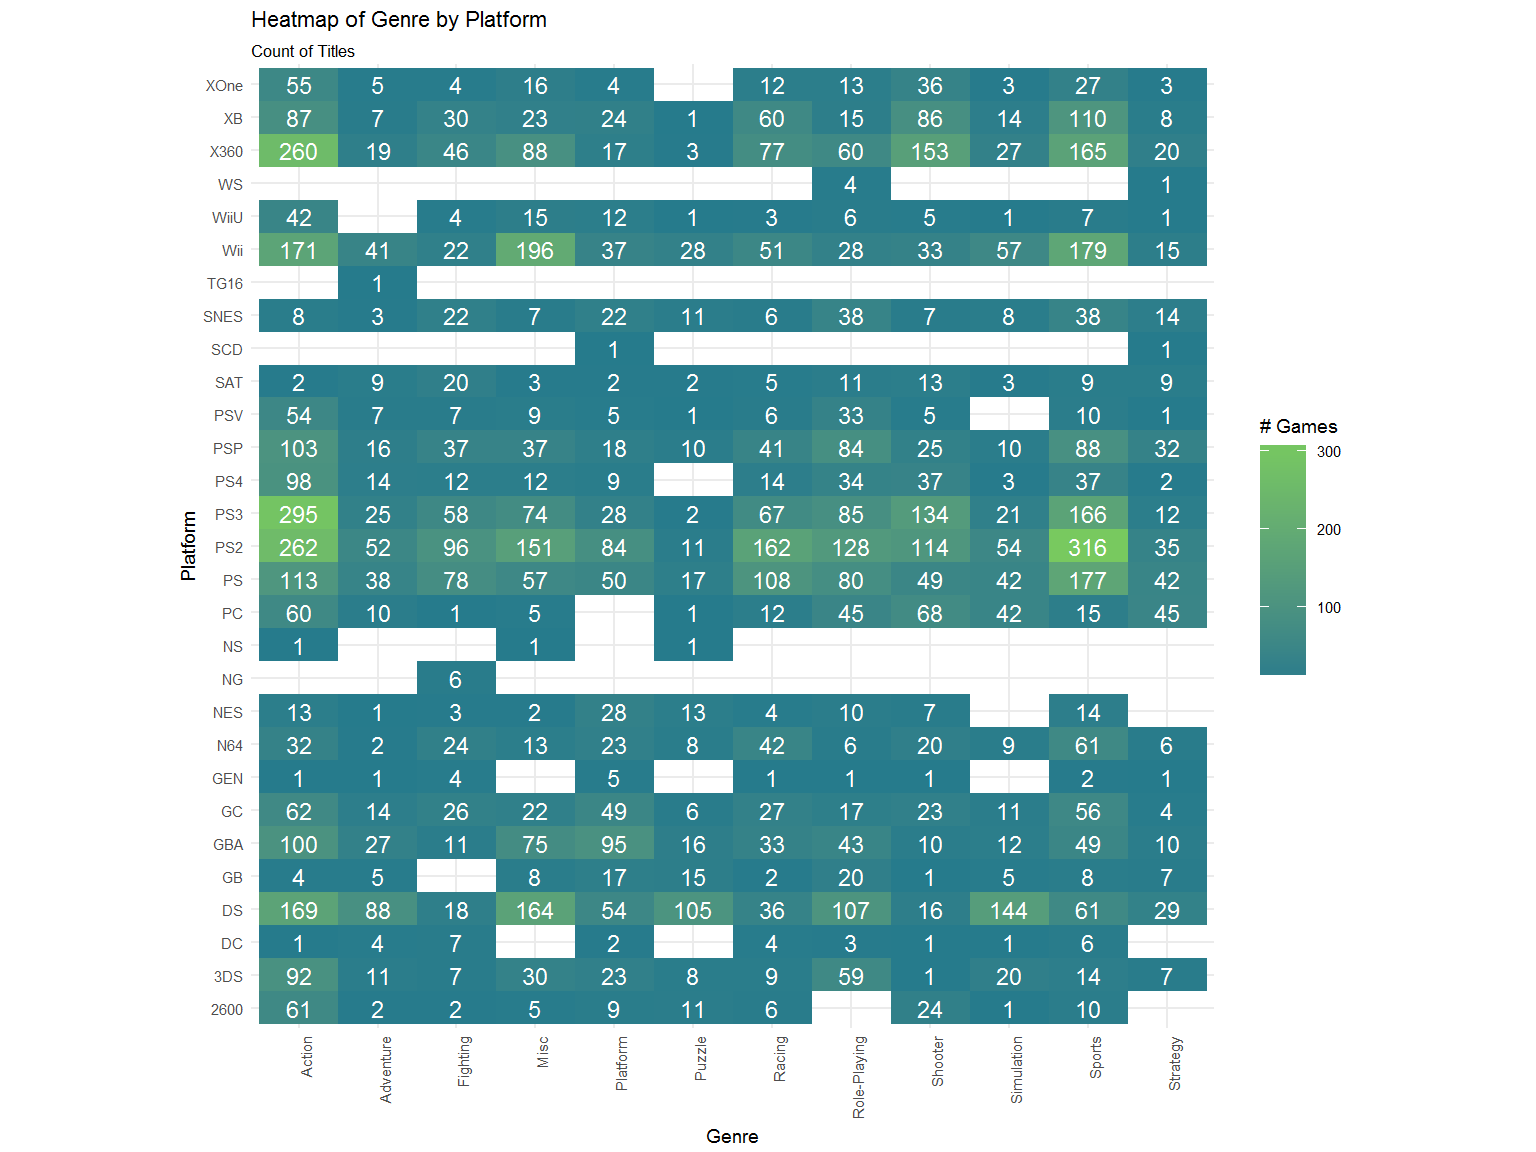 Heatmap of Genre by Platform
Count of Titles
XOne 55 5 4 16 4 12 13 36 3 27 3
XB 87 7 30 23 24 1 60 15 86 14 110 8
X360 260 19 46 88 17 3 77 60 153 27 165 20
WS 4 1
WiiU 42 4 15 12 1 3 6 5 1 7 1
Wii 171 41 22 196 37 28 51 28 33 57 179 15
TG16 1
SNES 8 3 22 7 22 11 6 38 7 8 38 14
SCD 1 1
SAT 2 9 20 3 2 2 5 11 13 3 9 9
PSV 54 7 7 9 5 1 6 33 5 10 1
PSP 103 16 37 37 18 10 41 84 25 10 88 32
PS4 98 14 12 12 9 14 34 37 3 37 2
PS3 295 25 58 74 28 2 67 85 134 21 166 12
PS2 262 52 96 151 84 11 162 128 114 54 316 35
PS 113 38 78 57 50 17 108 80 49 42 177 42
PC 60 10 1 5 1 12 45 68 42 15 45
NS 1 1 1
NG 6
NES 13 1 3 2 28 13 4 10 7 14
N64 32 2 24 13 23 8 42 6 20 9 61 6
GEN 1 1 4 5 1 1 1 2 1
GC 62 14 26 22 49 6 27 17 23 11 56 4
GBA 100 27 11 75 95 16 33 43 10 12 49 10
GB 4 5 8 17 15 2 20 1 5 8 7
DS 169 88 18 164 54 105 36 107 16 144 61 29
DC 1 4 7 2 4 3 1 1 6
3DS 92 11 7 30 23 8 9 59 1 20 14 7
2600 61 2 2 5 9 11 6 24 1 10
Platform
Action Adventure Fighting Misc Platform Puzzle Racing Role-Playing Shooter Simulation Sports Strategy
Genre
# Games
300
200
100